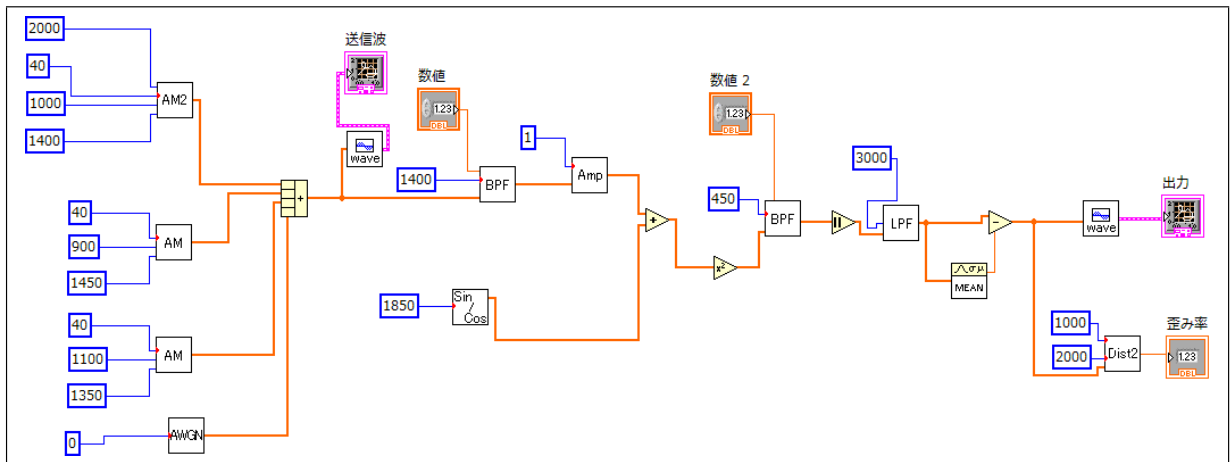 2000
40
1000
1400
AM2
送信波
wave
数値
1.23
DBL
1400
BPF
1
Amp
+
40
900
1450
AM
40
1100
1350
AM
0
AWGN
1850
Sin
Cos
+
x²
数値 2
1.23
DBL
450
BPF
3000
LPF
σμ
MEAN
−
wave
出力
1000
2000
Dist2
歪み率
1.23
DBL